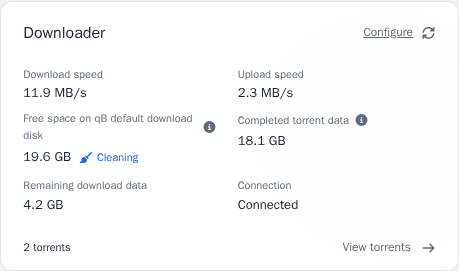 Downloader
Configure
Download speed
11.9 MB/s
Upload speed
2.3 MB/s
Free space on qB default download
disk
19.6 GB Cleaning
Completed torrent data
18.1 GB
Remaining download data
4.2 GB
Connection
Connected
2 torrents
View torrents